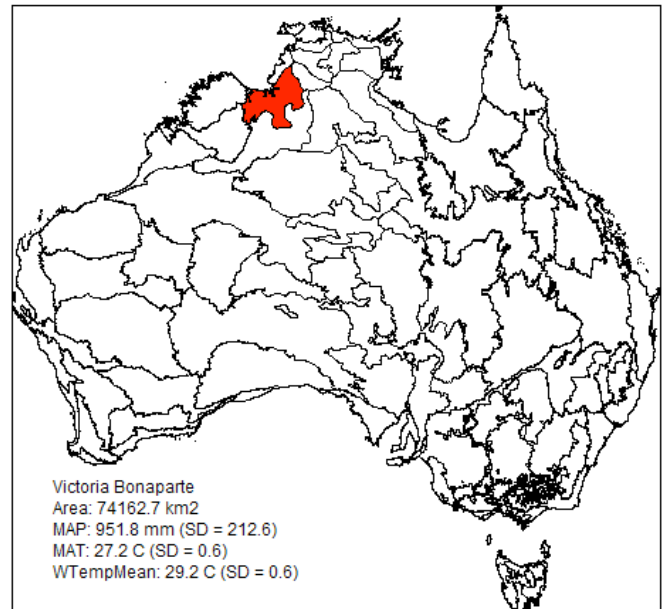 Victoria Bonaparte
Area: 74162.7 km2
MAP: 951.8 mm (SD = 212.6)
MAT: 27.2 C (SD = 0.6)
WTempMean: 29.2 C (SD = 0.6)